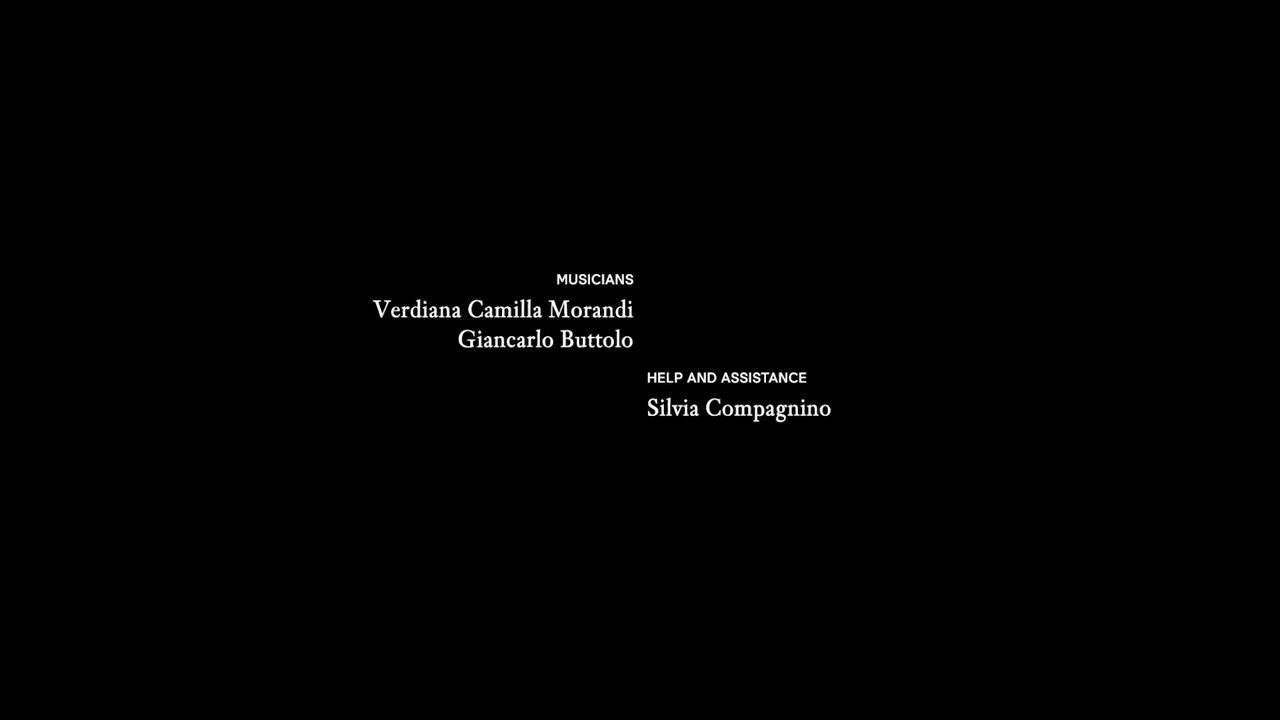 MUSICIANS
Verdiana Camilla Morandi
Giancarlo Buttolo
HELP AND ASSISTANCE
Silvia Compagnino